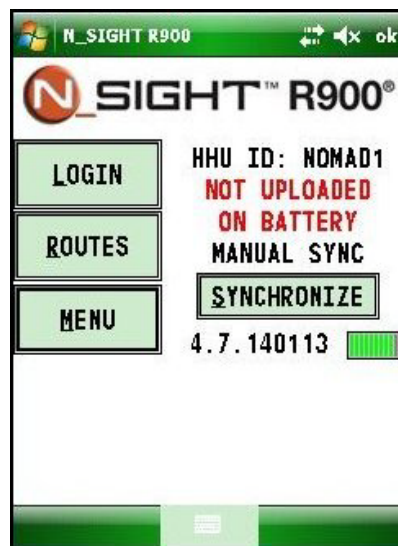 N_SIGHT R900 ok
N_SIGHT™ R900®
LOGIN
ROUTES
MENU
HHU ID: NOMAD1
NOT UPLOADED
ON BATTERY
MANUAL SYNC
SYNCHRONIZE
4.7.140113